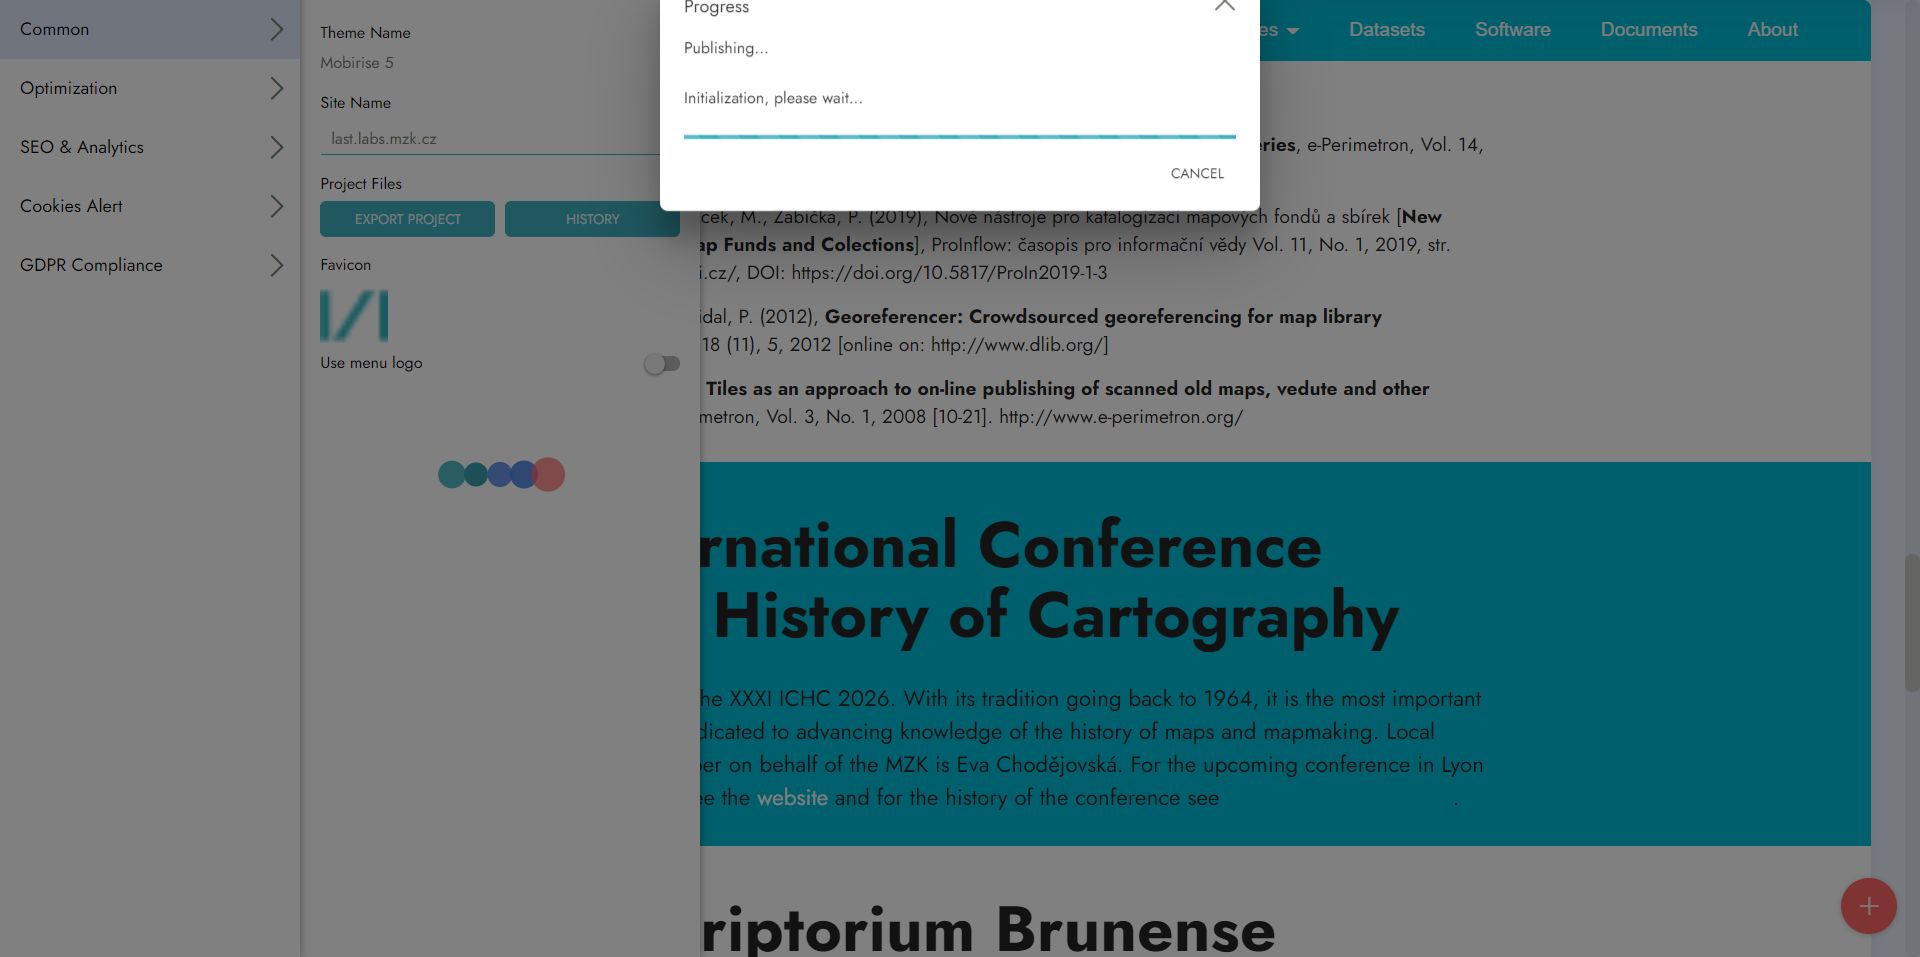 Common
Optimization
SEO & Analytics
Cookies Alert
GDPR Compliance
Theme Name
Mobirise 5
Site Name
last.labs.mzk.cz
Project Files
EXPORT PROJECT
HISTORY
Favicon
Use menu logo
Progress
Publishing...
Initialization, please wait...
CANCEL
Datasets
Software
Documents
About
, e-Perimetron, Vol. 14,
M., Zabička, P. (2019), Nové nástroje pro katalogizaci mapových fondů a sbírek [New
Funds and Colections], ProInflow: časopis pro informační vědy Vol. 11, No. 1, 2019, str.
DOI: https://doi.org/10.5817/ProIn2019-1-3
P. (2012), Georeferencer: Crowdsourced georeferencing for map library
18 (11), 5, 2012 [online on: http://www.dlib.org/]
Tiles as an approach to on-line publishing of scanned old maps, vedute and other
Vol. 3, No. 1, 2008 [10-21]. http://www.e-perimetron.org/
rnational Conference
History of Cartography
he XXXI ICHC 2026. With its tradition going back to 1964, it is the most important
dicated to advancing knowledge of the history of maps and mapmaking. Local
er on behalf of the MZK is Eva Chodějovská. For the upcoming conference in Lyon
the website and for the history of the conference see .
riptorium Brunense